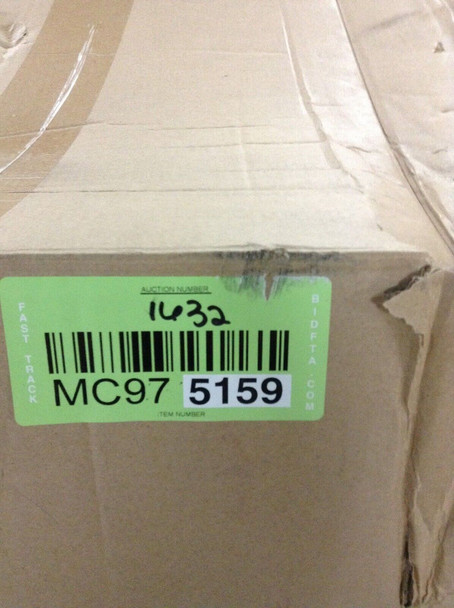 AUCTION NUMBER
1632
FAST TRACK
MC97 5159
ITEM NUMBER
BIDFTA.COM